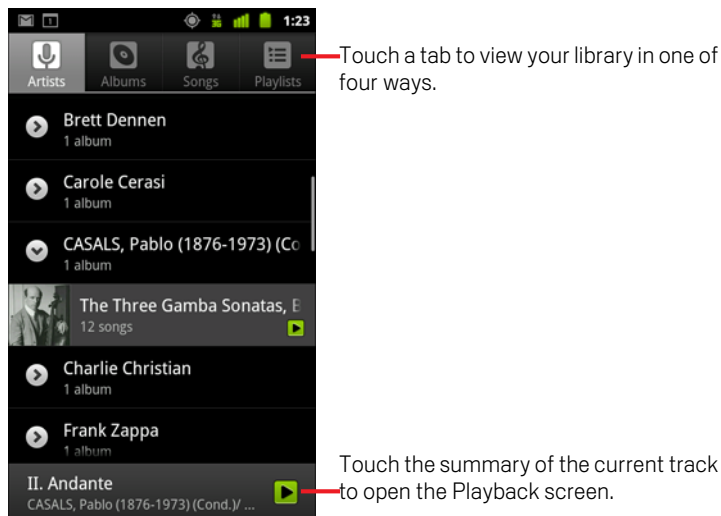 1:23
Artists Albums Songs Playlists
Touch a tab to view your library in one of
four ways.
Brett Dennen
1 album
Carole Cerasi
1 album
CASALS, Pablo (1876-1973) (Co
1 album
The Three Gamba Sonatas, B
12 songs
Charlie Christian
1 album
Frank Zappa
1 album
II. Andante
CASALS, Pablo (1876-1973) (Cond.)/ ...
Touch the summary of the current track
to open the Playback screen.